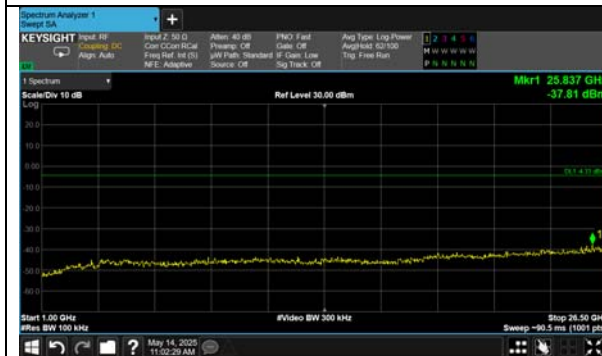 Spectrum Analyzer 1
Swept SA
+
KEYSIGHT Input: RF Input Z: 50 Ω Atten: 40 dB PNO: Fast Avg Type: Log-Power 1 2 3 4 5 6
Coupling: DC Corr CCorr RCal Preamp: Off Gate: Off Avg|Hold: 62/100 M W W W W W
Align: Auto Freq Ref: Int (S) µW Path: Standard IF Gain: Low Trig: Free Run
NFE: Adaptive Source: Off Sig Track: Off P N N N N N
1 Spectrum Mkr1 25.837 GH
Scale/Div 10 dB Ref Level 30.00 dBm -37.81 dBm
Log
20.0
10.0
0.00
-10.0
-20.0
-30.0
1
-40.0
-50.0
-60.0
Start 1.00 GHz #Video BW 300 kHz Stop 26.50 GH
#Res BW 100 kHz Sweep ~90.5 ms (1001 pts
?
May 14, 2025
11:02:29 AM